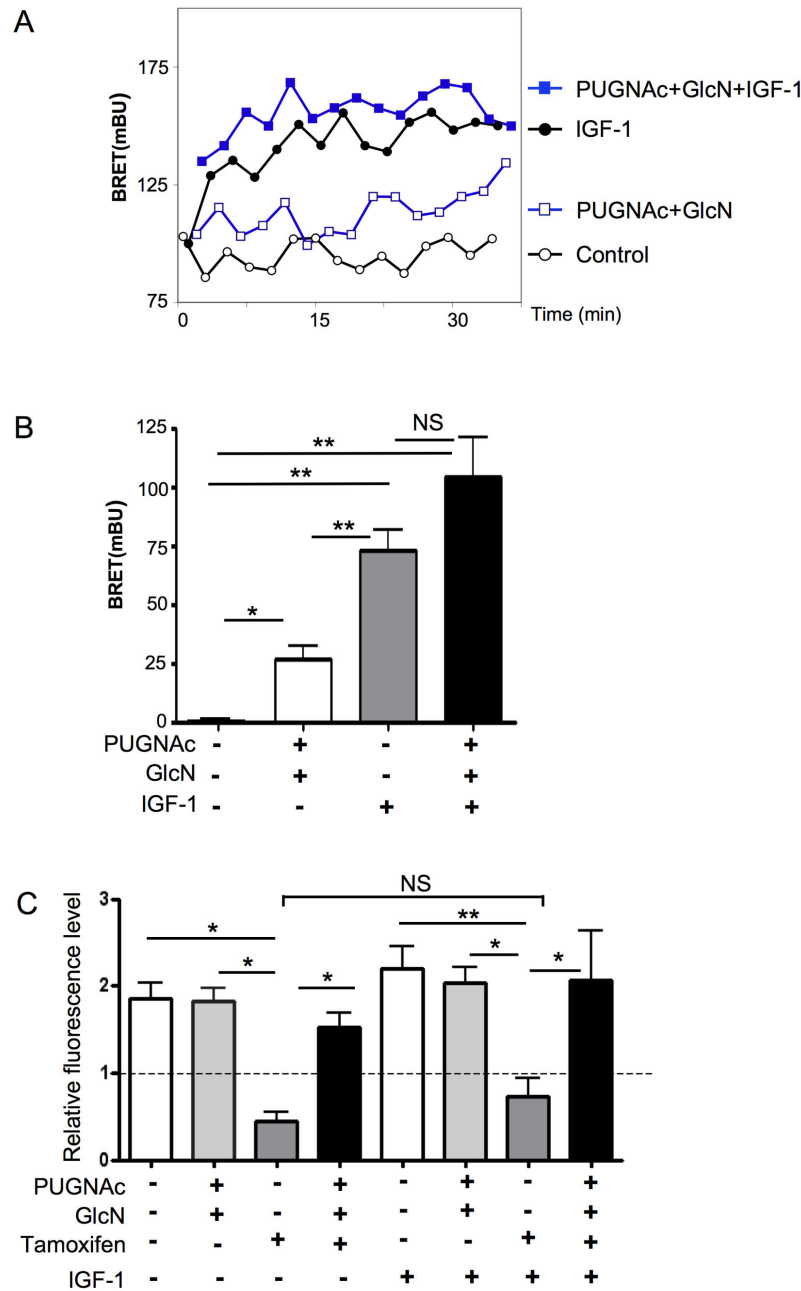 A
175
125
75
BRET(mBU)
0 15 30 Time (min)
PUGNAc+GlcN+IGF-1
IGF-1
PUGNAc+GlcN
Control
B
125
100
75
50
25
0
BRET(mBU)
NS
**
**
**
*
PUGNAc - + - +
GlcN - + - +
IGF-1 - - + +
C
3
2
1
0
Relative fluorescence level
NS
* **
* *
* *
PUGNAc - + - + - + - +
GlcN - + - + - + - +
Tamoxifen - - + + - - + +
IGF-1 - - - - + + + +